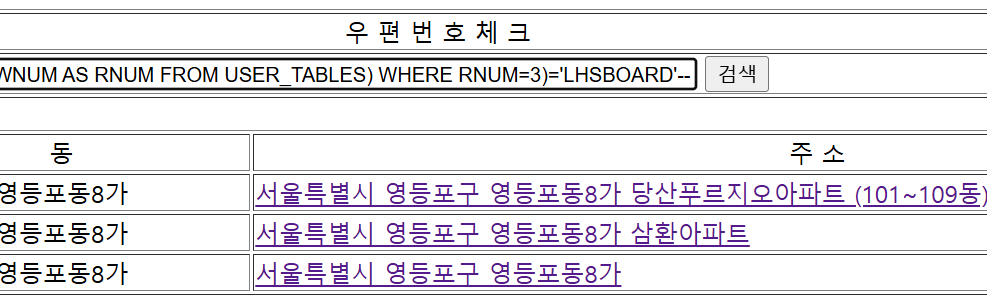 우 편 번 호 체 크
WNUM AS RNUM FROM USER_TABLES) WHERE RNUM=3)='LHSBOARD'-- 검색
동 주 소
영등포동8가 서울특별시 영등포구 영등포동8가 당산푸르지오아파트 (101~109동)
영등포동8가 서울특별시 영등포구 영등포동8가 삼환아파트
영등포동8가 서울특별시 영등포구 영등포동8가